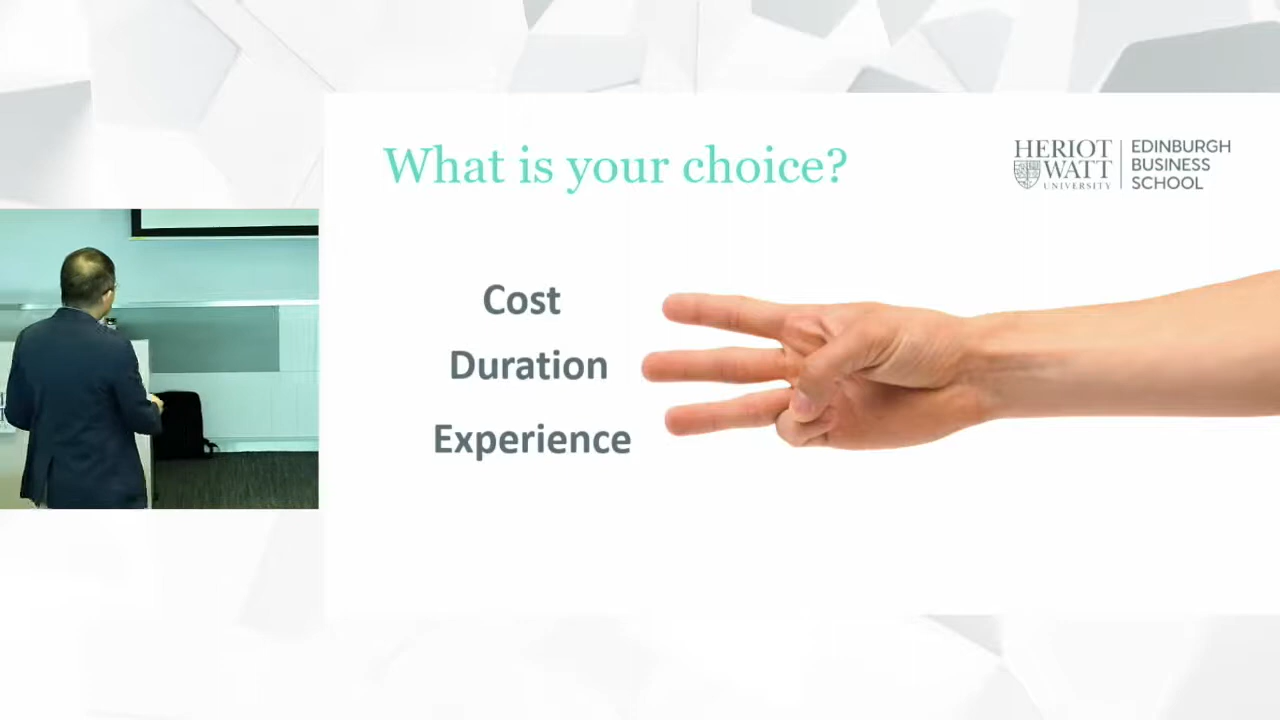 What is your choice?
HERIOT
WATT
UNIVERSITY
EDINBURGH
BUSINESS
SCHOOL
Cost
Duration
Experience